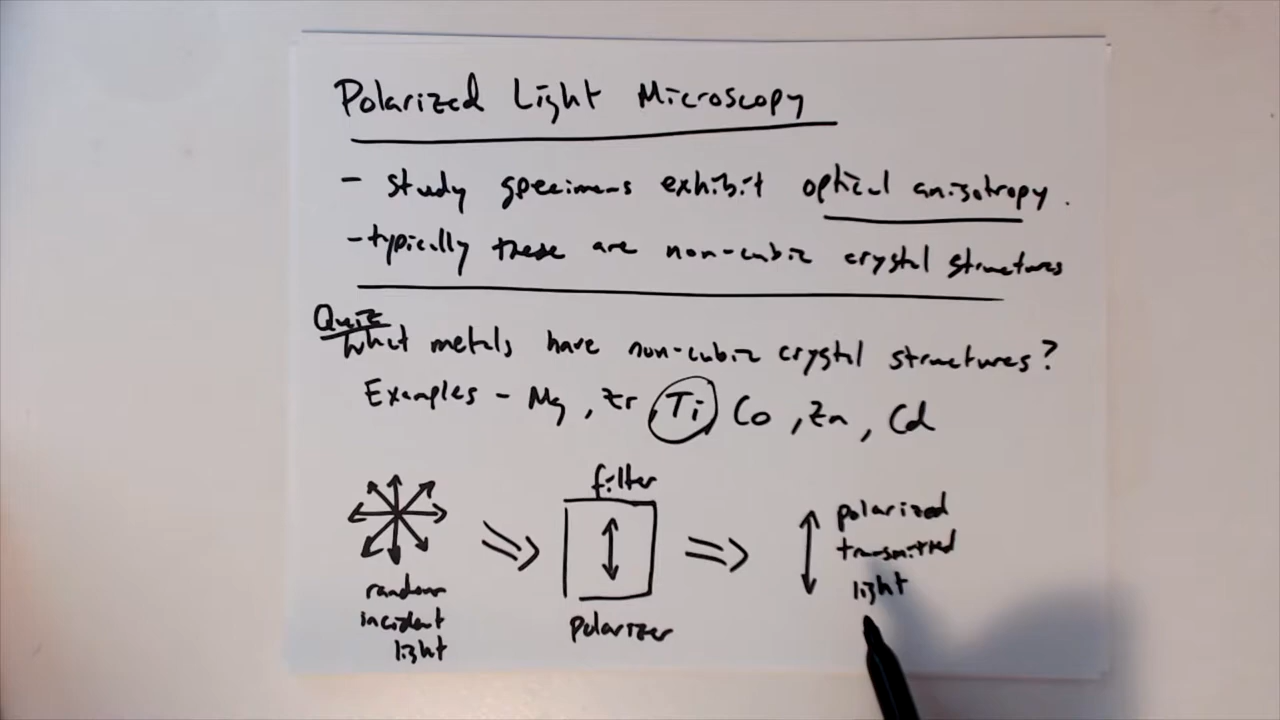 Polarized Light Microscopy
- study specimens exhibit optical anisotropy.
- typically these are non-cubic crystal structures
Quiz
What metals have non-cubic crystal structures?
Examples - Mg, Zr, Ti Co, Zn, Cd
filter
random
incident
light
polarizer
polarized
transmitted
light